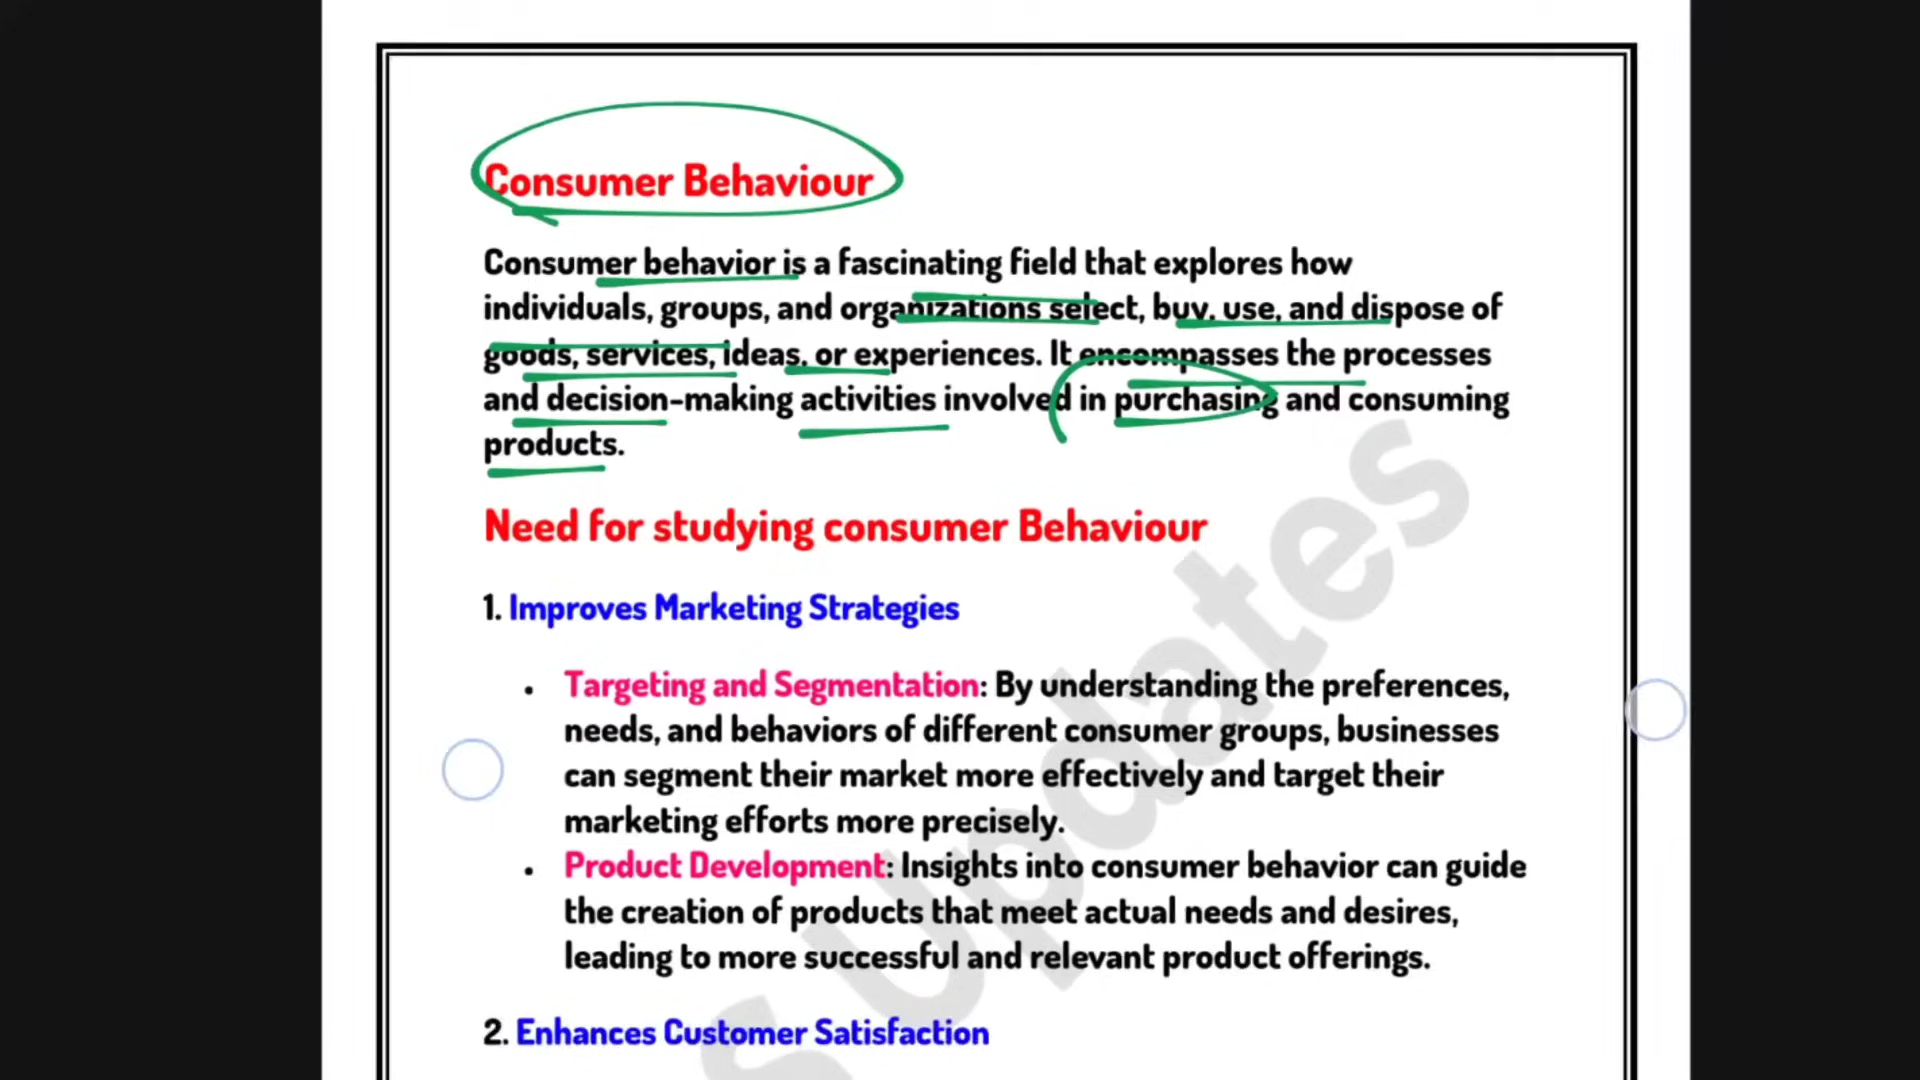 Consumer Behaviour
Consumer behavior is a fascinating field that explores how
individuals, groups, and organizations select, buy, use, and dispose of
goods, services, ideas, or experiences. It encompasses the processes
and decision-making activities involved in purchasing and consuming
products.
Need for studying consumer Behaviour
1. Improves Marketing Strategies
• Targeting and Segmentation: By understanding the preferences,
needs, and behaviors of different consumer groups, businesses
can segment their market more effectively and target their
marketing efforts more precisely.
• Product Development: Insights into consumer behavior can guide
the creation of products that meet actual needs and desires,
leading to more successful and relevant product offerings.
2. Enhances Customer Satisfaction
s Updates